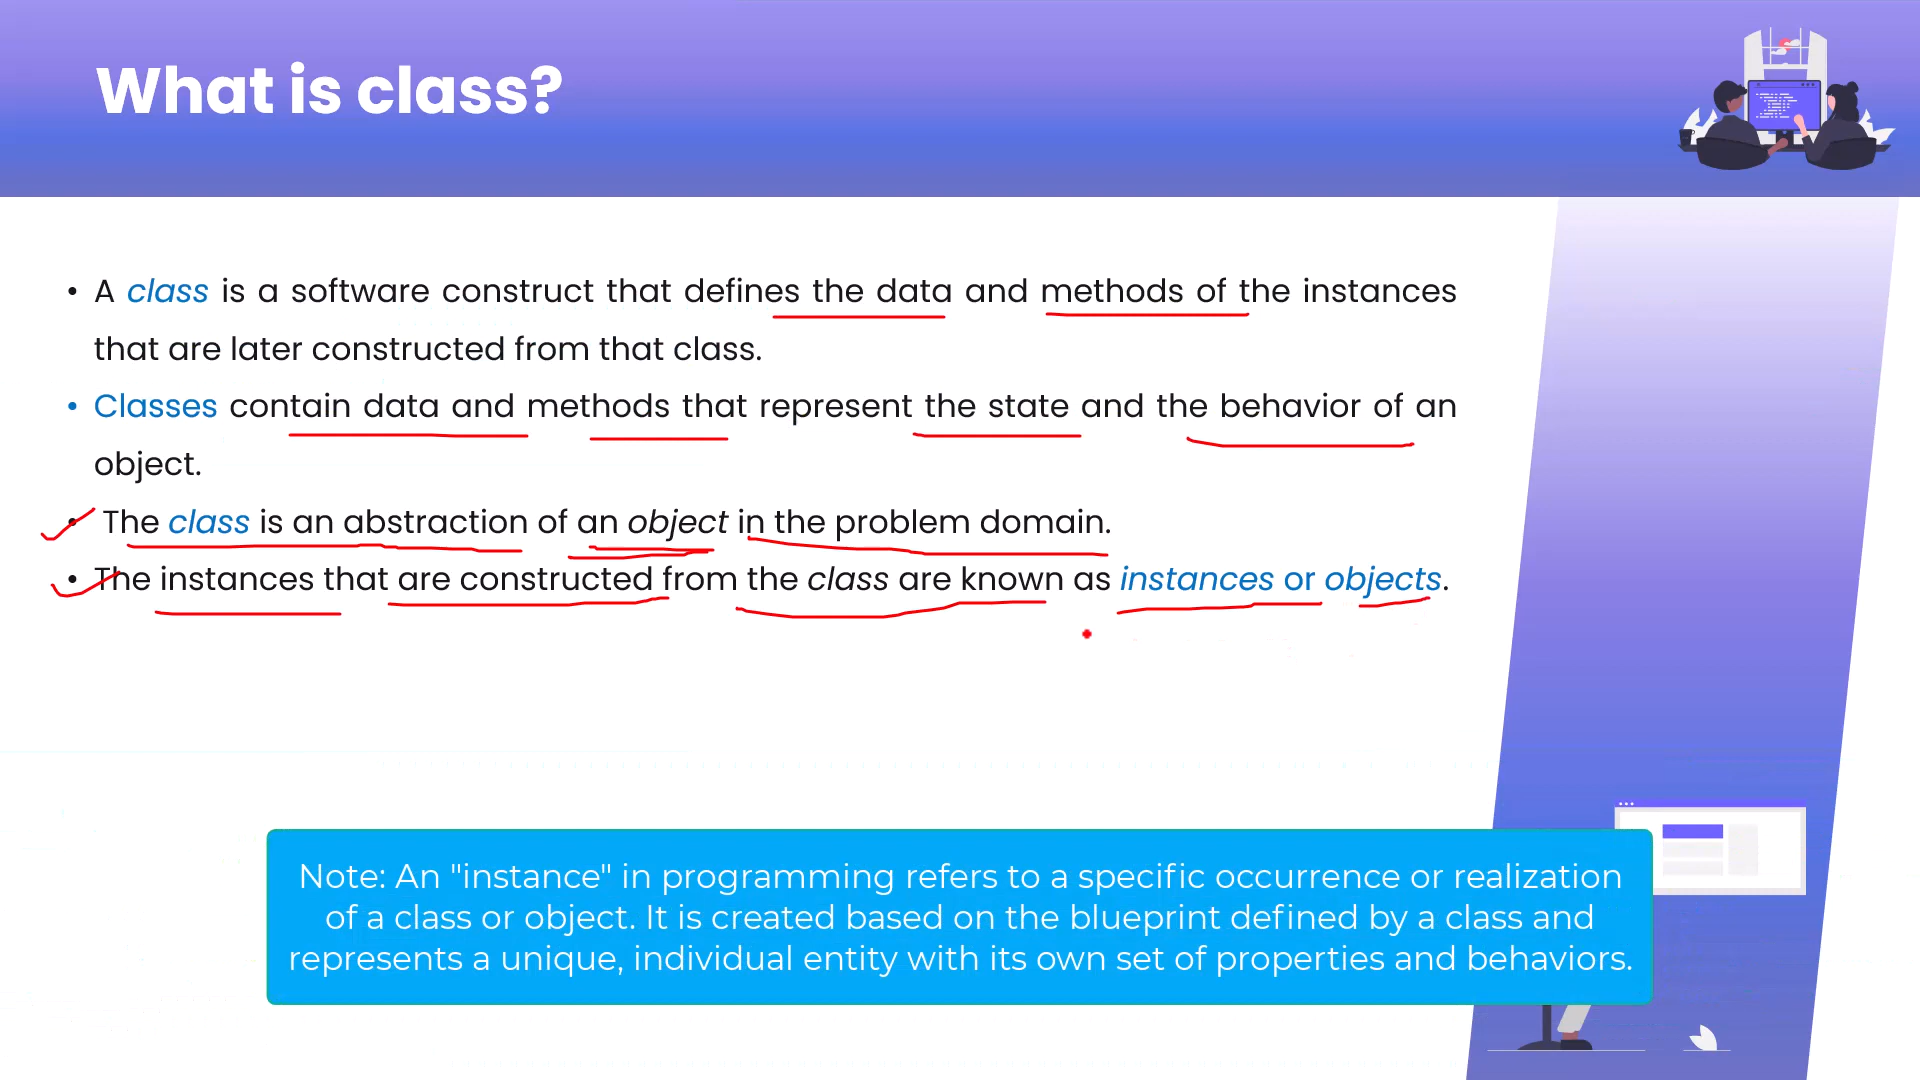 What is class?
• A class is a software construct that defines the data and methods of the instances
that are later constructed from that class.
• Classes contain data and methods that represent the state and the behavior of an
object.
• The class is an abstraction of an object in the problem domain.
• The instances that are constructed from the class are known as instances or objects.
Note: An "instance" in programming refers to a specific occurrence or realization
of a class or object. It is created based on the blueprint defined by a class and
represents a unique, individual entity with its own set of properties and behaviors.